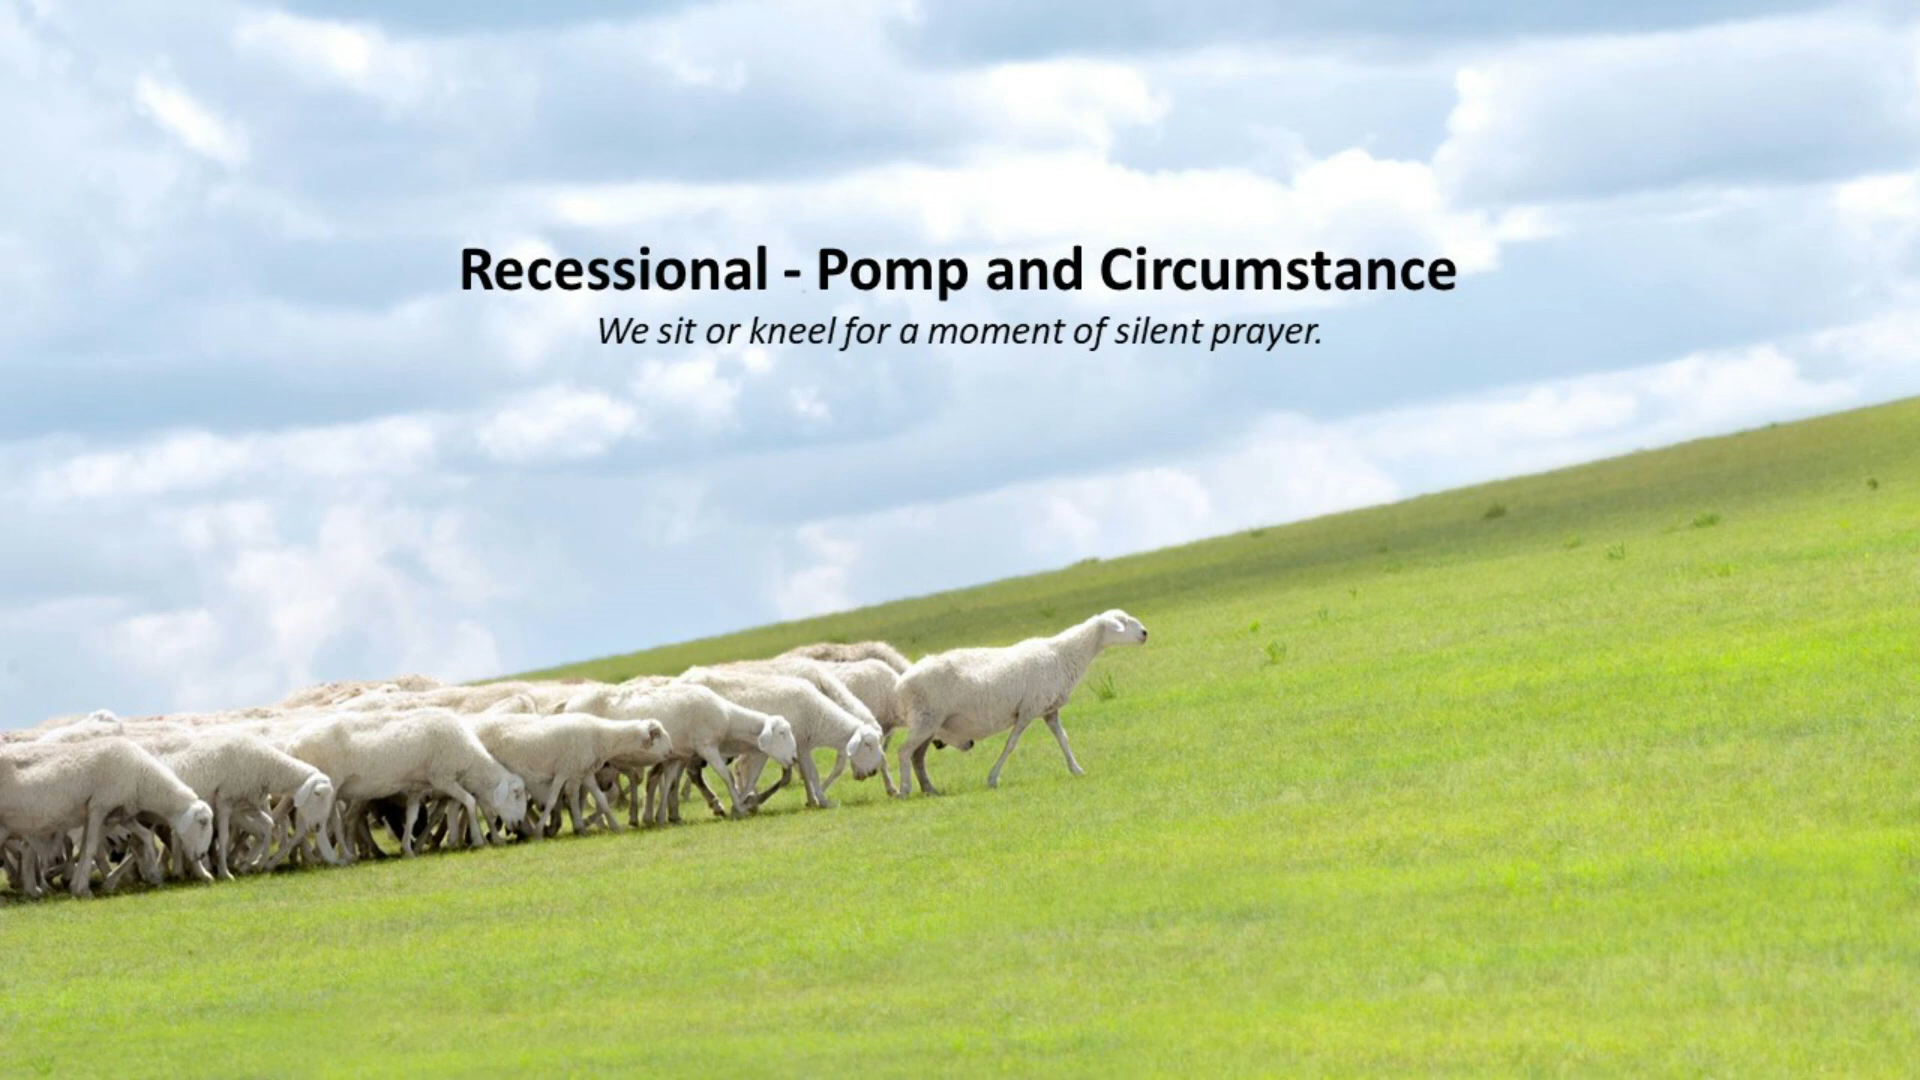 Recessional - Pomp and Circumstance
We sit or kneel for a moment of silent prayer.